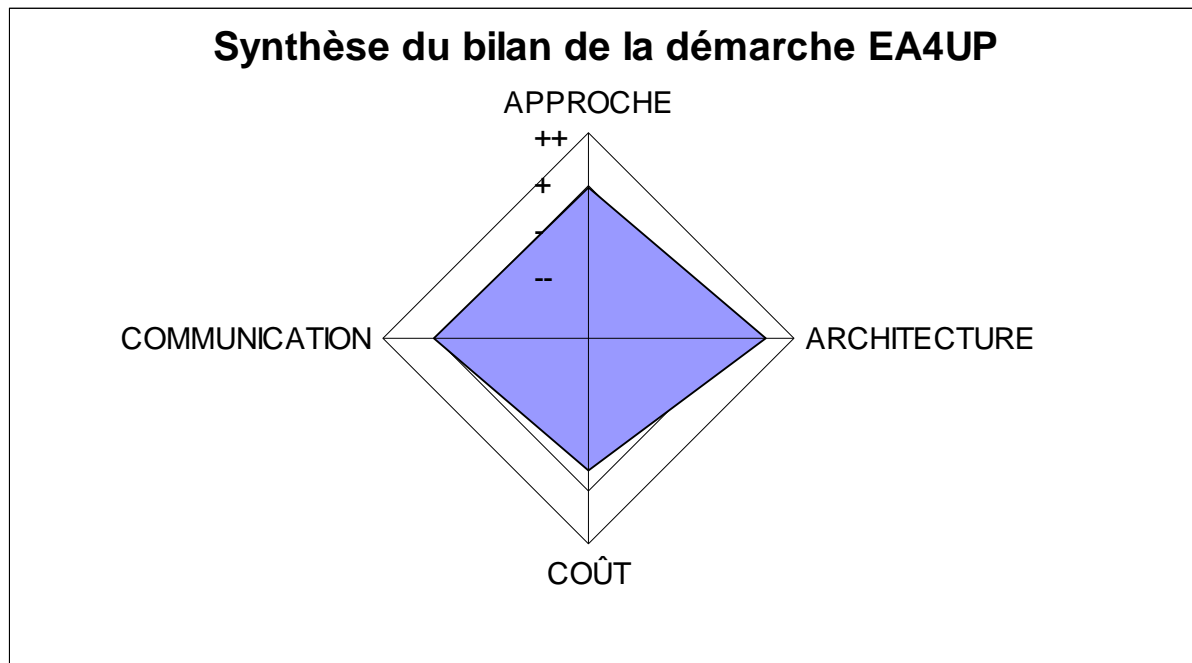 Synthèse du bilan de la démarche EA4UP
APPROCHE
++
+
-
--
COMMUNICATION
ARCHITECTURE
COÛT